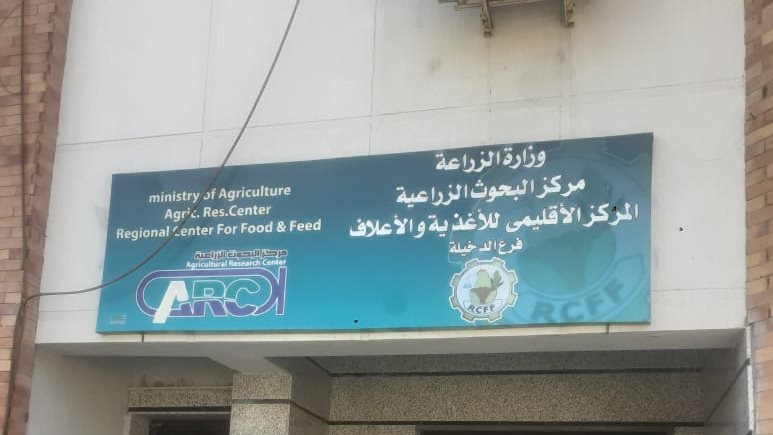 وزارة الزراعة
مركز البحوث الزراعية
المركز الأقليمى للأغذية والأعلاف
فرع الدخيلة
RCFF
RCFF
ministry of Agriculture
Agric. Res.Center
Regional Center For Food & Feed
مركز البحوث الزراعية
Agricultural Research Center
ARC